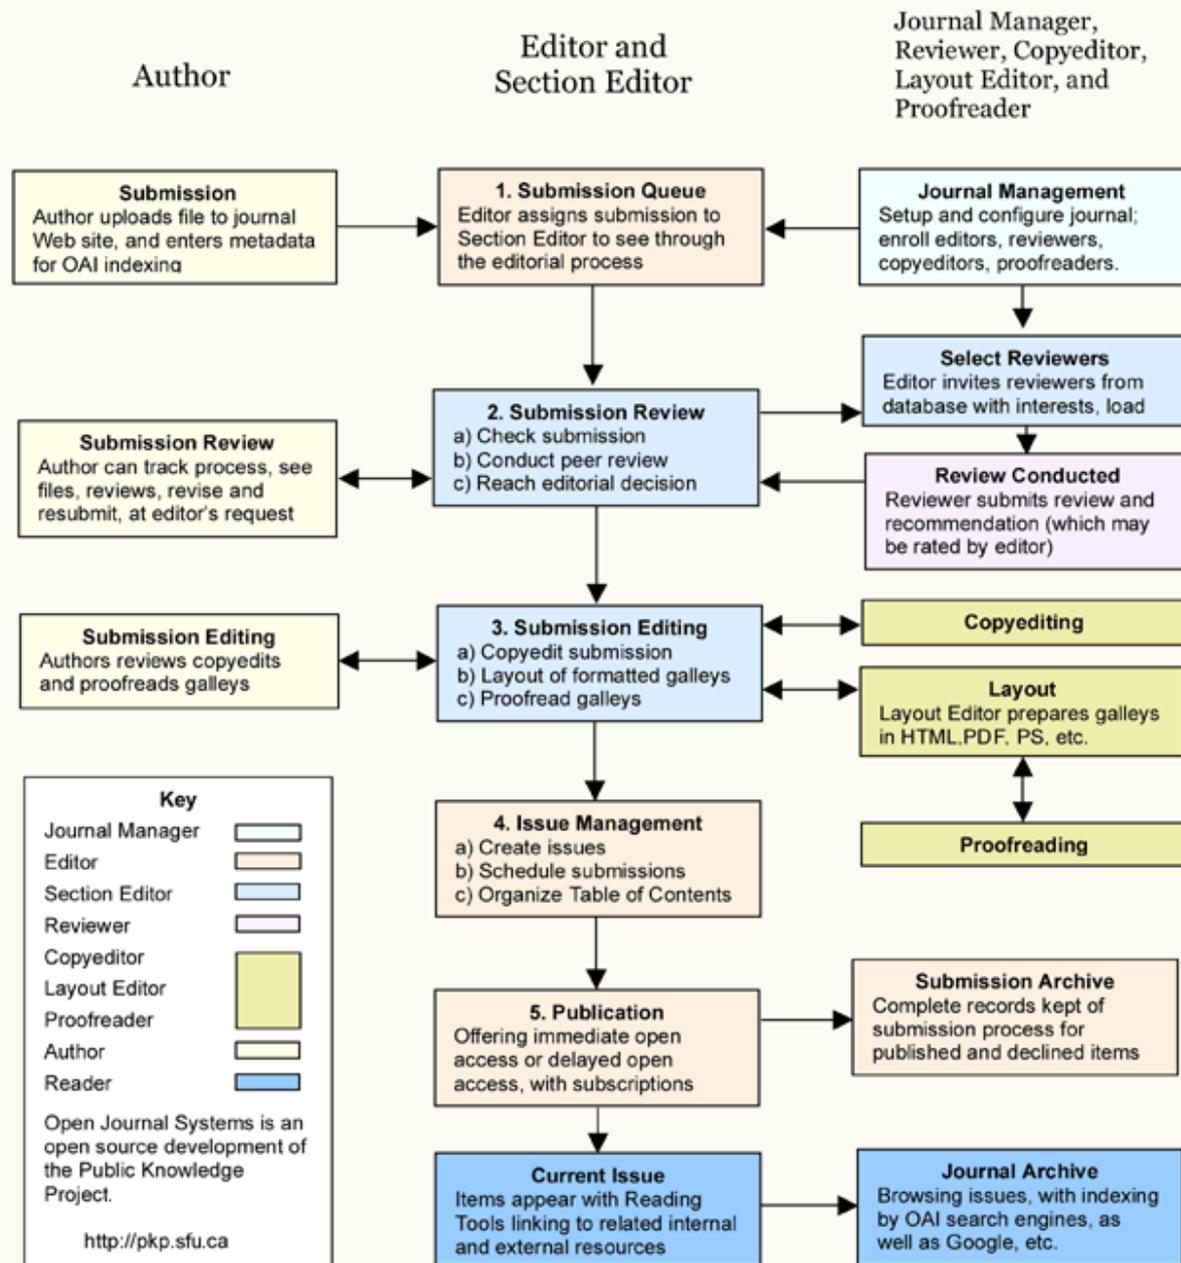 Author
Editor and
Section Editor
Journal Manager,
Reviewer, Copyeditor,
Layout Editor, and
Proofreader
Submission
Author uploads file to journal
Web site, and enters metadata
for OAI indexing
1. Submission Queue
Editor assigns submission to
Section Editor to see through
the editorial process
Journal Management
Setup and configure journal;
enroll editors, reviewers,
copyeditors, proofreaders.
Select Reviewers
Editor invites reviewers from
database with interests, load
Submission Review
Author can track process, see
files, reviews, revise and
resubmit, at editor's request
2. Submission Review
a) Check submission
b) Conduct peer review
c) Reach editorial decision
Review Conducted
Reviewer submits review and
recommendation (which may
be rated by editor)
Submission Editing
Authors reviews copyedits
and proofreads galleys
3. Submission Editing
a) Copyedit submission
b) Layout of formatted galleys
c) Proofread galleys
Copyediting
Layout
Layout Editor prepares galleys
in HTML.PDF, PS, etc.
Proofreading
Key
Journal Manager
Editor
Section Editor
Reviewer
Copyeditor
Layout Editor
Proofreader
Author
Reader
Open Journal Systems is an
open source development of
the Public Knowledge
Project.
http://pkp.sfu.ca
4. Issue Management
a) Create issues
b) Schedule submissions
c) Organize Table of Contents
5. Publication
Offering immediate open
access or delayed open
access, with subscriptions
Submission Archive
Complete records kept of
submission process for
published and declined items
Current Issue
Items appear with Reading
Tools linking to related internal
and external resources
Journal Archive
Browsing issues, with indexing
by OAI search engines, as
well as Google, etc.